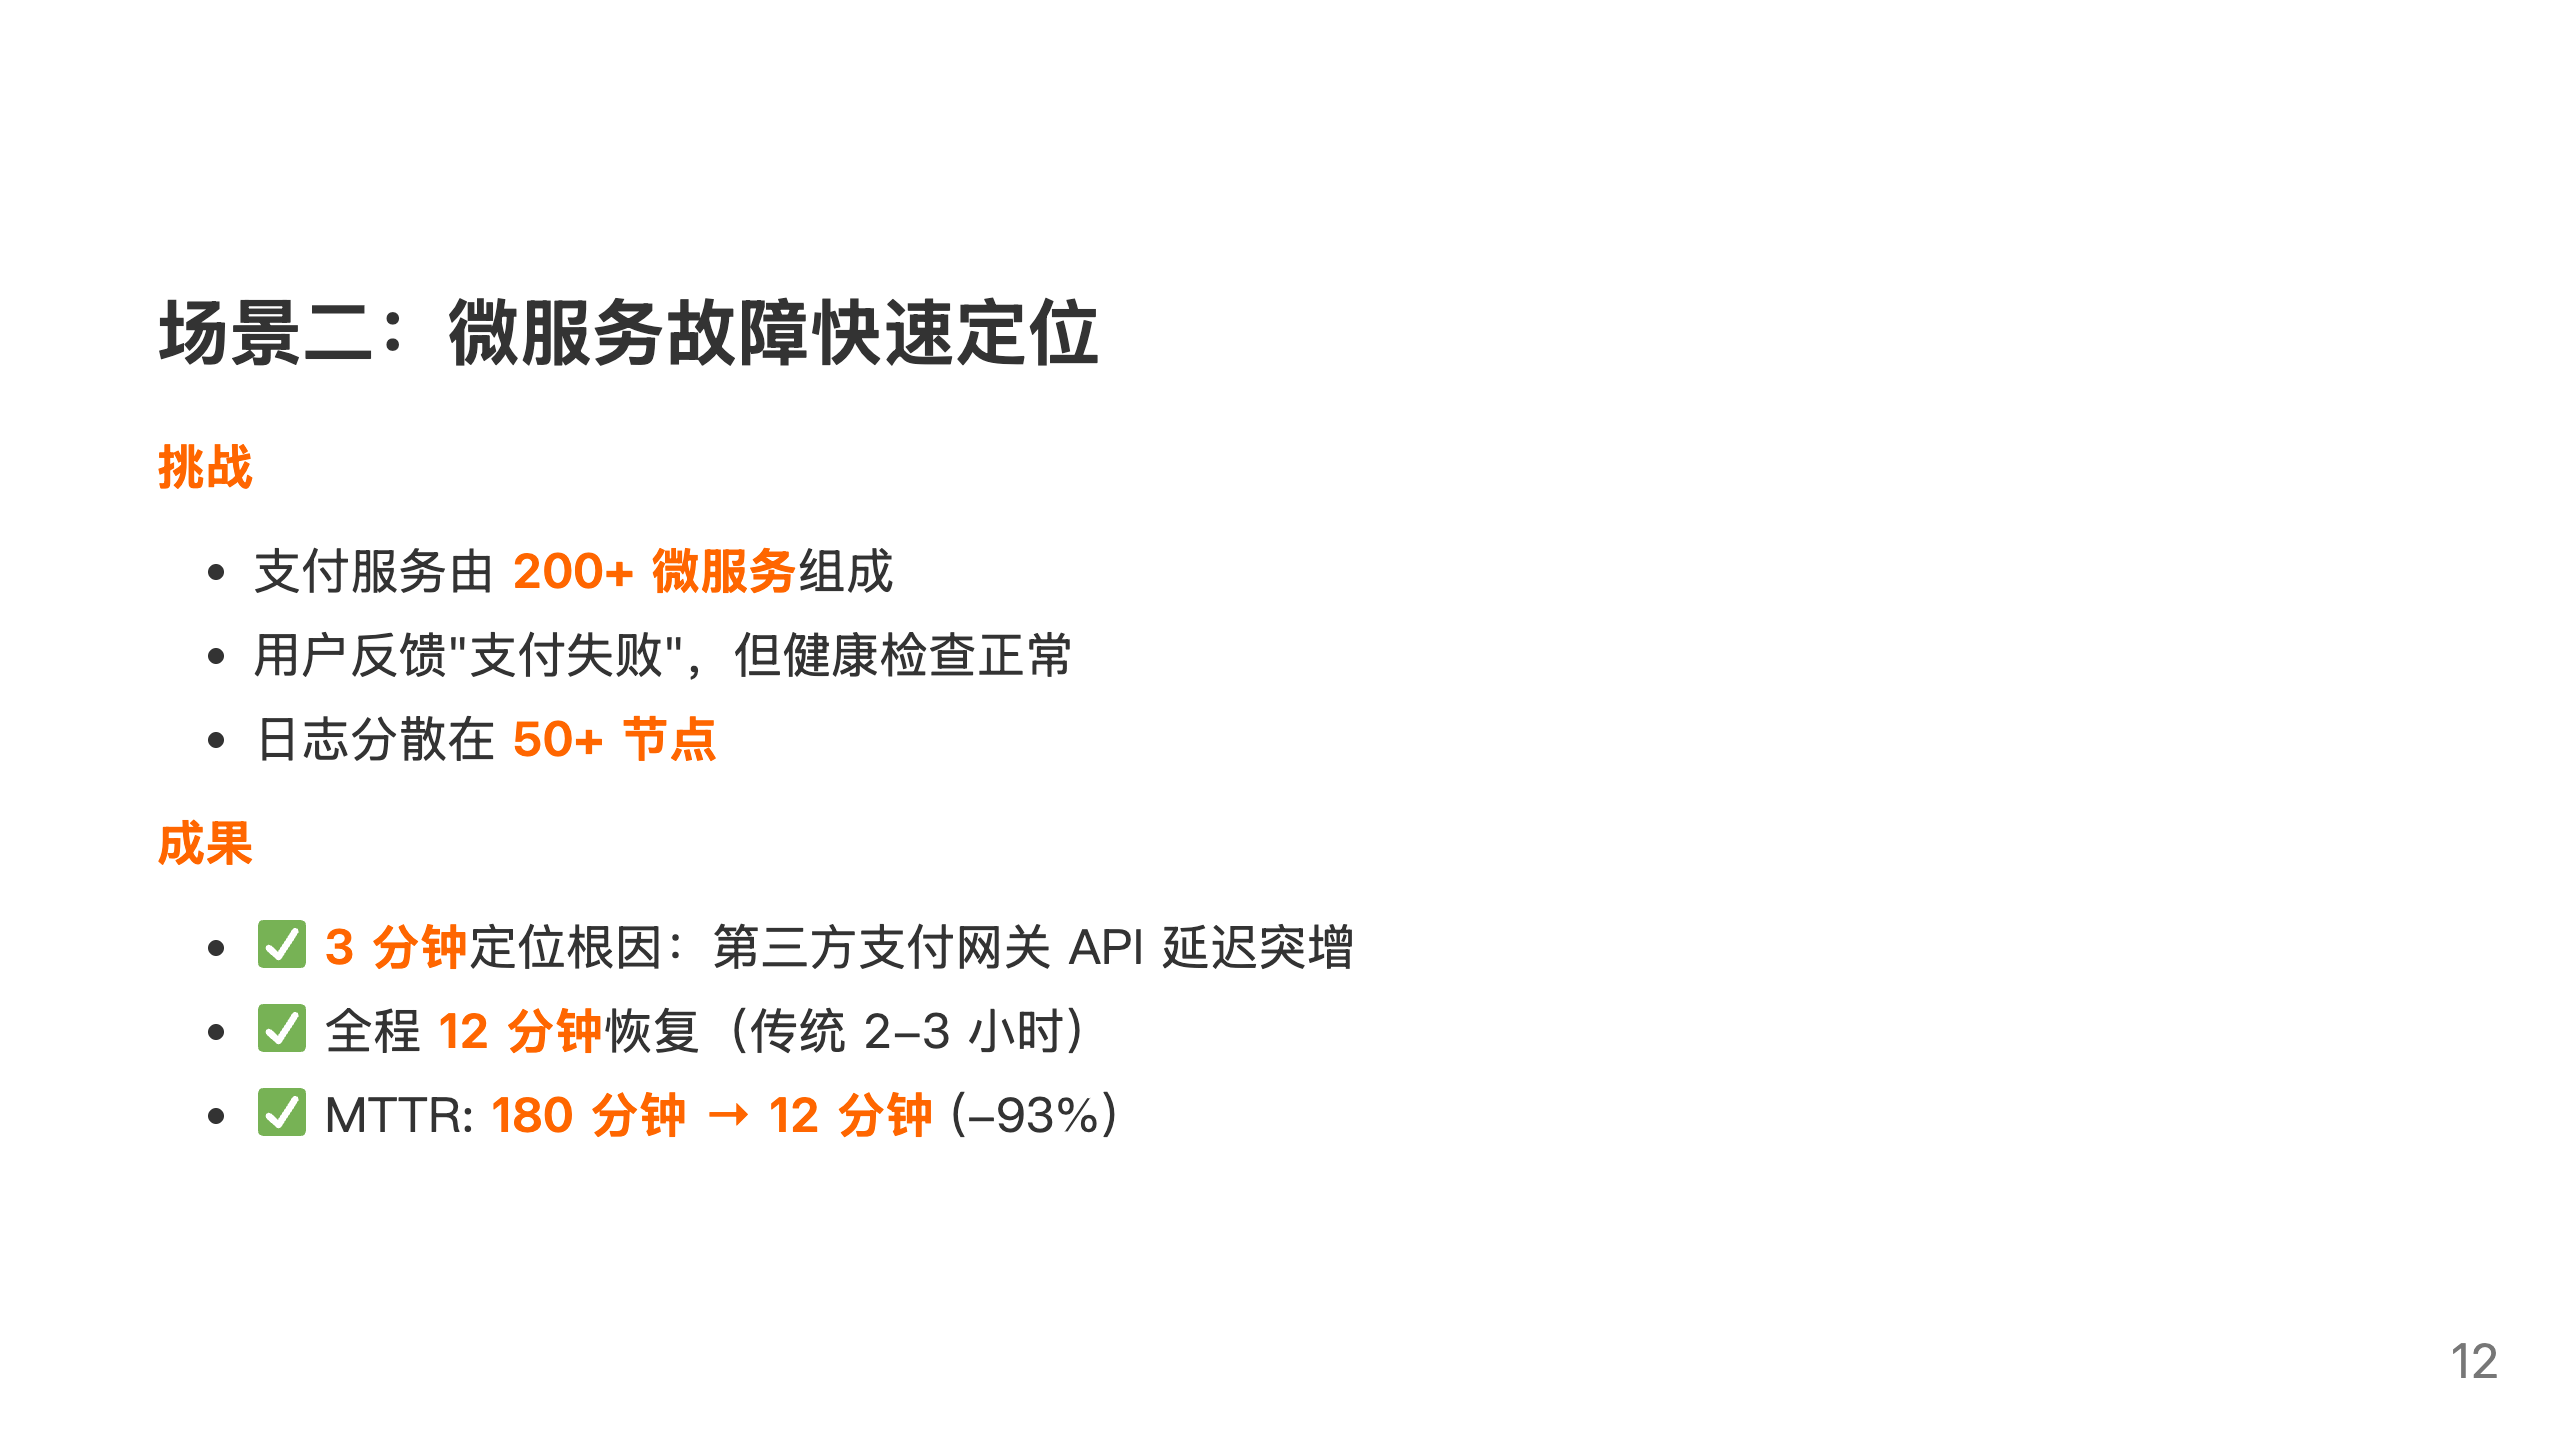 场景二：微服务故障快速定位
挑战
• 支付服务由 200+ 微服务组成
• 用户反馈"支付失败"，但健康检查正常
• 日志分散在 50+ 节点
成果
• ✅ 3 分钟定位根因：第三方支付网关 API 延迟突增
• ✅ 全程 12 分钟恢复（传统 2-3 小时）
• ✅ MTTR: 180 分钟 → 12 分钟 (-93%)
12